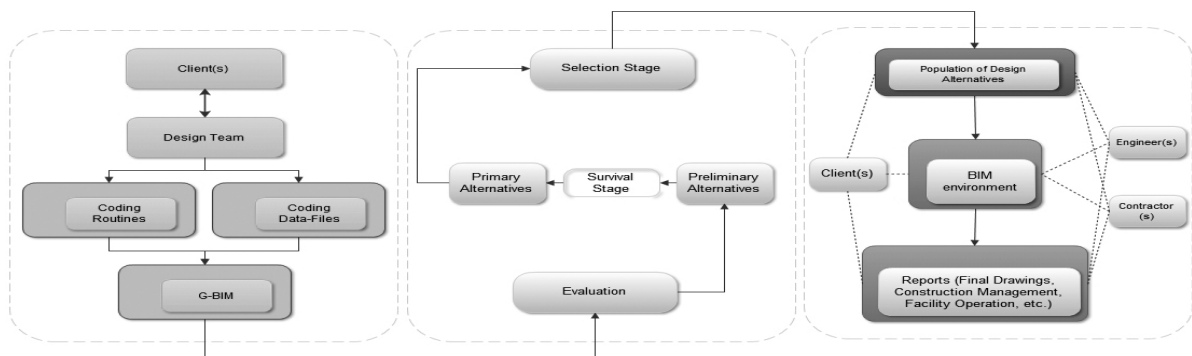 Client(s)
Design Team
Coding
Routines
Coding
Data-Files
G-BIM
Selection Stage
Primary
Alternatives
Survival
Stage
Preliminary
Alternatives
Evaluation
Population of Design
Alternatives
Client(s)
BIM
environment
Engineer(s)
Contractor
(s)
Reports (Final Drawings,
Construction Management,
Facility Operation, etc.)